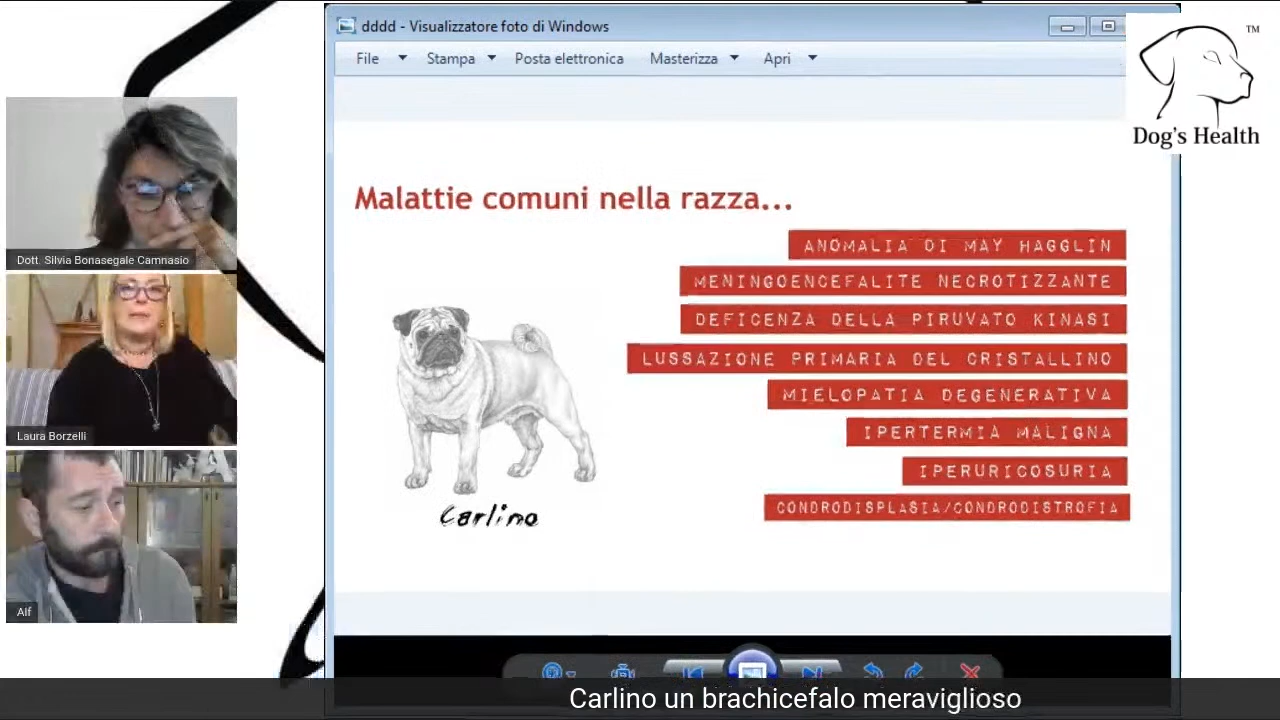 dddd - Visualizzatore foto di Windows
File Stampa Posta elettronica Masterizza Apri
TM
Dog's Health
Malattie comuni nella razza...
ANOMALIA DI MAY HAGGLIN
MENINGOENCEFALITE NECROTIZZANTE
DEFICENZA DELLA PIRUVATO KINASI
LUSSAZIONE PRIMARIA DEL CRISTALLINO
MIELOPATIA DEGENERATIVA
IPERTERMIA MALIGNA
IPERURICOSURIA
CONDRODISPLASIA/CONDRODISTROFIA
Carlino
Dott. Silvia Bonasegale Camnasio
Laura Borzelli
Alf
Carlino un brachicefalo meraviglioso